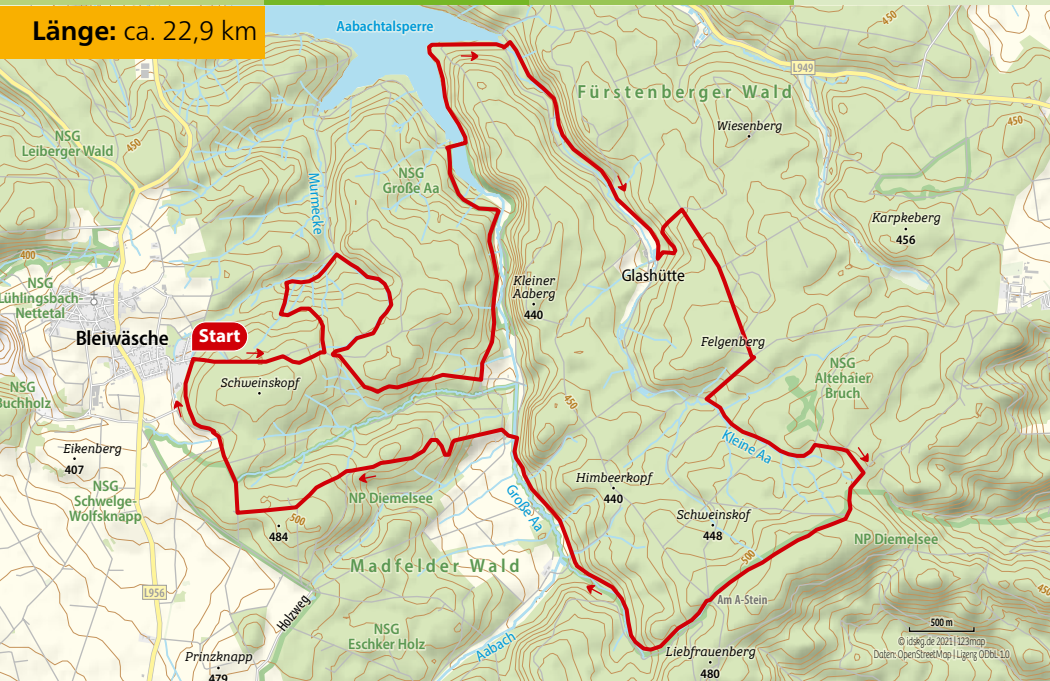 Länge: ca. 22,9 km
Aabachtalsperre
450
L949
Fürstenberger Wald
450
Wiesenberg
NSG
Leiberger Wald
450
NSG
Große Aa
Murmecke
Karpkeberg
456
400
Glashütte
Kleiner
Aaberg
440
NSG
Lühlingsbach-
Nettetal
Bleiwäsche
Start
Felgenberg
Schweinskopf
NSG
Altehaier
Bruch
NSG
Buchholz
450
Kleine Aa
Eikenberg
407
Himbeerkopf
440
NSG
Schwelge-
Wolfsknapp
NP Diemelsee
Große Aa
Schweinskof
448
500
484
500
NP Diemelsee
Madfelder Wald
450
L956
Am A-Stein
Holzweg
500 m
NSG
Eschker Holz
© idskg.de 2021 | 123map
Daten: OpenStreetMap | Lizenz ODbL 1.0
Aabach
Liebfrauenberg
480
Prinzknapp
479